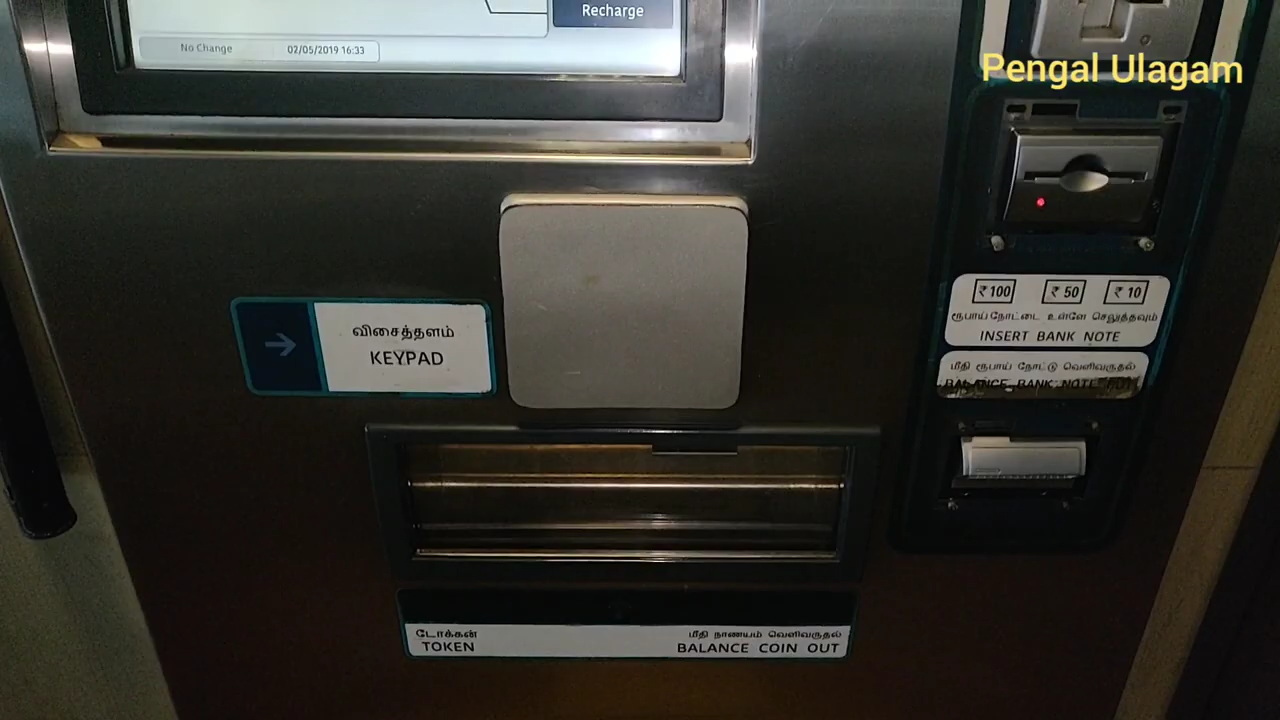 Recharge
No Change 02/05/2019 16:33
Pengal Ulagam
₹100 ₹50 ₹10
ரூபாய் நோட்டை உள்ளே செலுத்தவும்
INSERT BANK NOTE
மீதி ரூபாய் நோட்டு வெளிவருதல்
BALANCE BANK NOTE OUT
விசைத்தளம்
KEYPAD
டோக்கன்
TOKEN
மீதி நாணயம் வெளிவருதல்
BALANCE COIN OUT